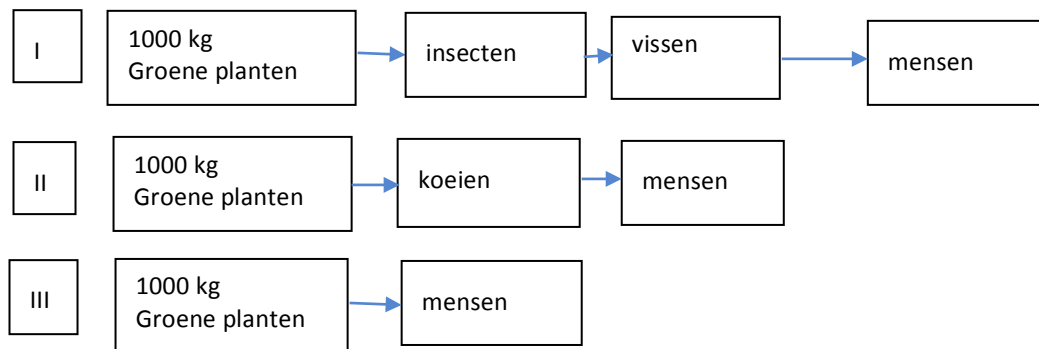 I
1000 kg
Groene planten
insecten
vissen
mensen
II
1000 kg
Groene planten
koeien
mensen
III
1000 kg
Groene planten
mensen